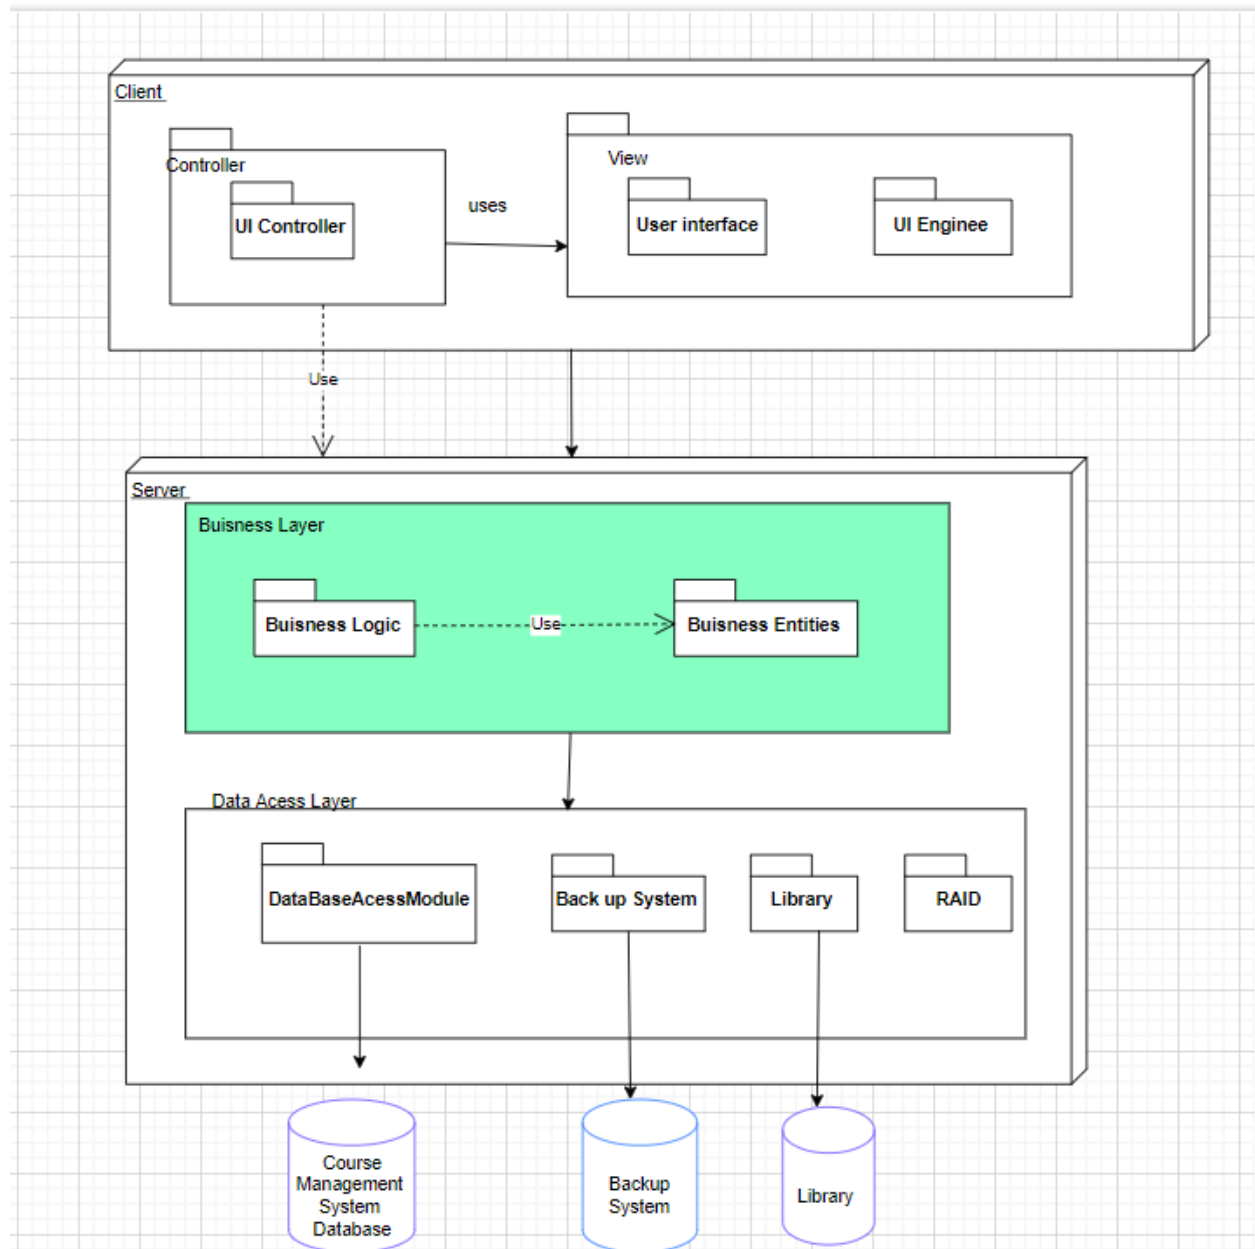 Client
Controller
UI Controller
uses
View
User interface
UI Enginee
Use
Server
Buisness Layer
Buisness Logic
Use
Buisness Entities
Data Acess Layer
DataBaseAcessModule
Back up System
Library
RAID
Course
Management
System
Database
Backup
System
Library